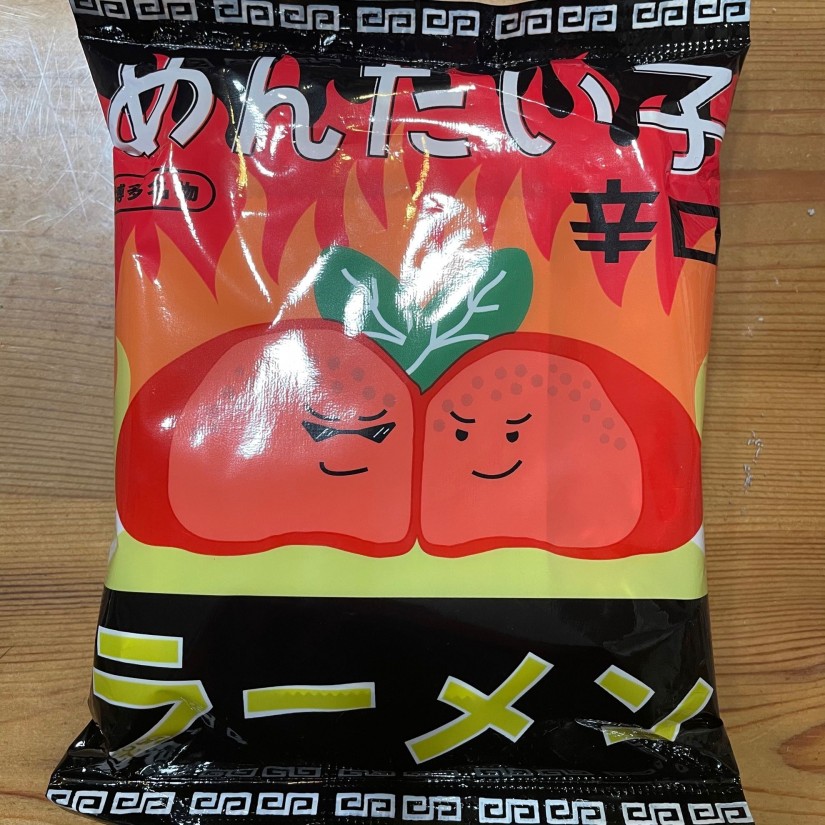 めんたい子
博多名物
辛口
ラーメン